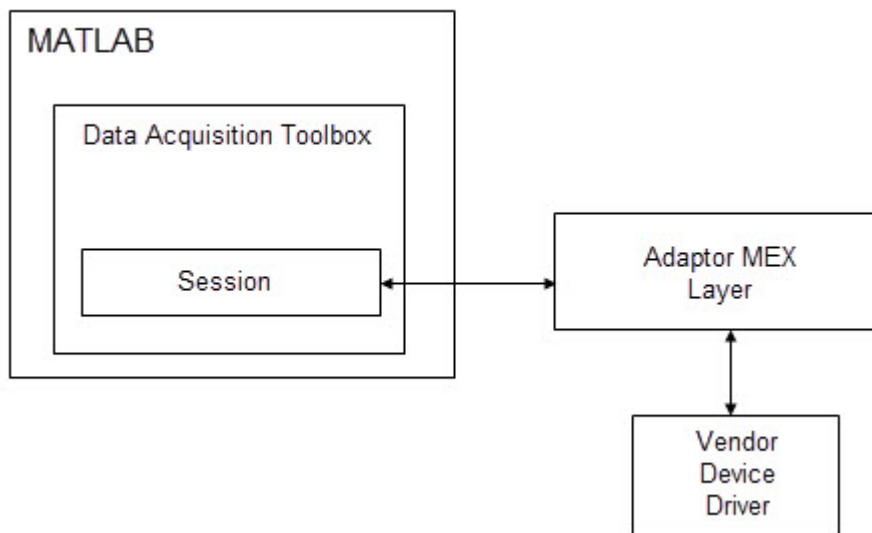 MATLAB
Data Acquisition Toolbox
Session
Adaptor MEX
Layer
Vendor
Device
Driver